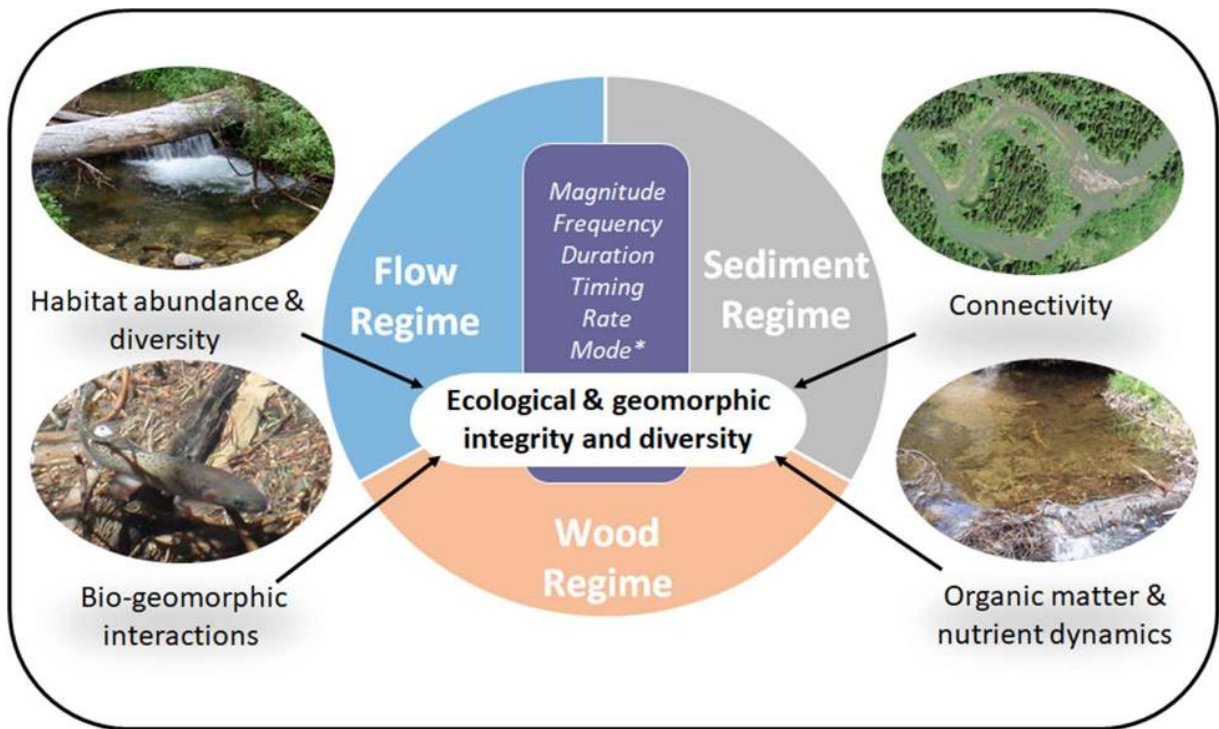 Magnitude
Frequency
Duration
Timing
Rate
Mode*
Flow
Regime
Sediment
Regime
Habitat abundance &
diversity
Connectivity
Ecological & geomorphic
integrity and diversity
Wood
Regime
Bio-geomorphic
interactions
Organic matter &
nutrient dynamics